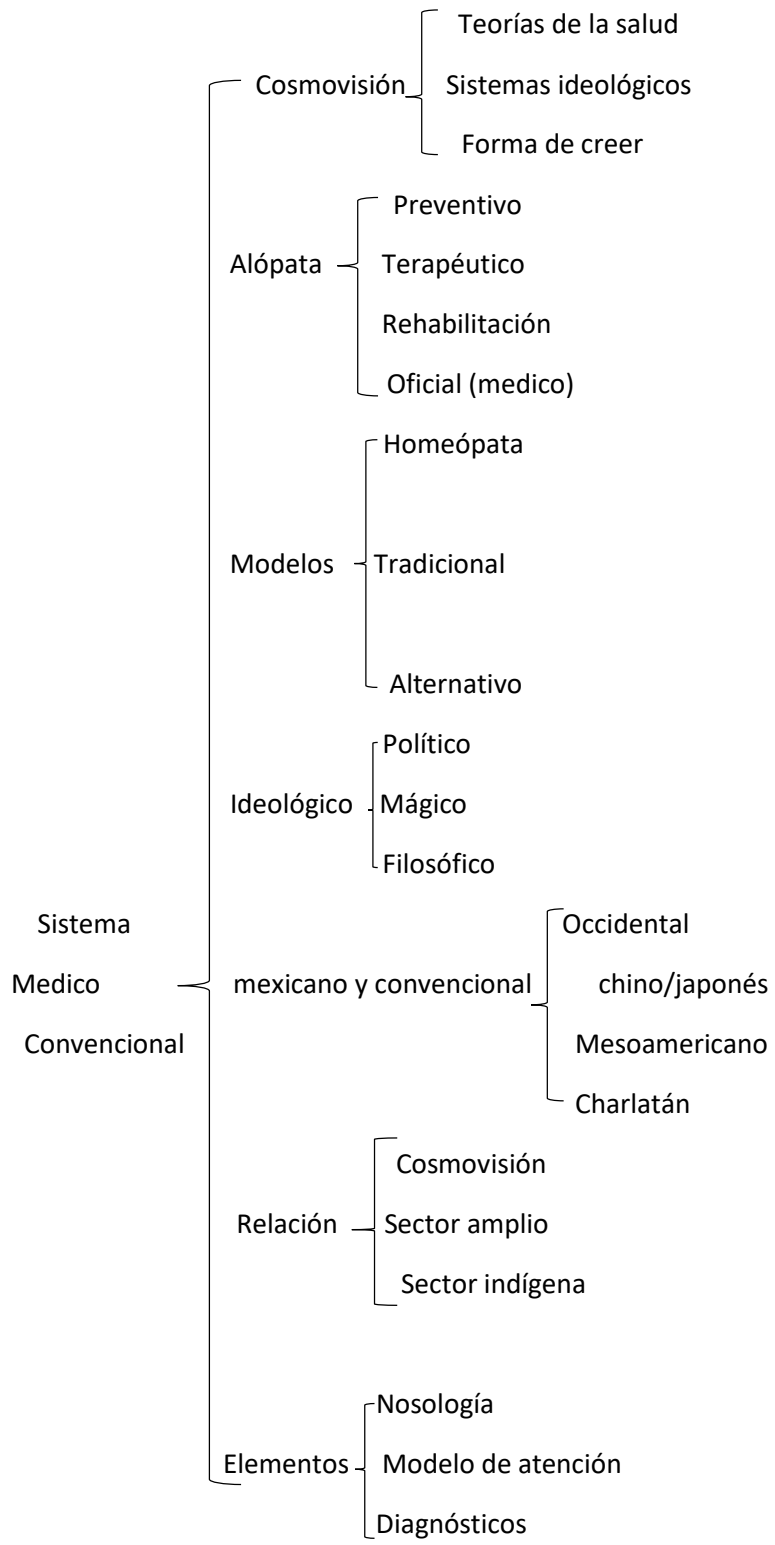 Teorías de la salud
Cosmovisión
Sistemas ideológicos
Forma de creer
Preventivo
Alópata
Terapéutico
Rehabilitación
Oficial (medico)
Homeópata
Modelos
Tradicional
Alternativo
Político
Ideológico
Mágico
Filosófico
Sistema
Medico
Convencional
Occidental
mexicano y convencional
chino/japonés
Mesoamericano
Charlatán
Cosmovisión
Relación
Sector amplio
Sector indígena
Nosología
Elementos
Modelo de atención
Diagnósticos